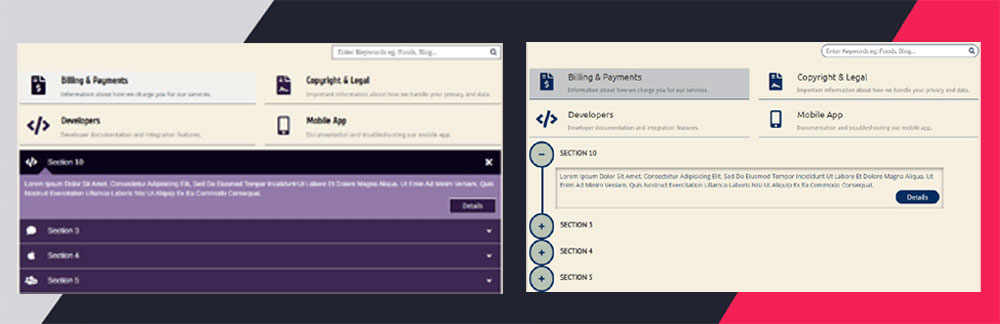 Enter Keywords eg: Foods, Blog...
Billing & Payments
Information about how we charge you for our services.
Copyright & Legal
Important information about how we handle your privacy and data.
Developers
Developer documentation and integration features.
Mobile App
Documentation and troubleshooting our mobile app.
Section 10
Lorem Ipsum Dolor Sit Amet, Consectetur Adipisicing Elit, Sed Do Eiusmod Tempor Incididunt Ut Labore Et Dolore Magna Aliqua. Ut Enim Ad Minim Veniam, Quis
Nostrud Exercitation Ullamco Laboris Nisi Ut Aliquip Ex Ea Commodo Consequat.
Details
Section 3
Section 4
Section 5
Enter Keywords eg: Foods, Blog...
Billing & Payments
Information about how we charge you for our services.
Copyright & Legal
Important information about how we handle your privacy and data.
Developers
Developer documentation and integration features.
Mobile App
Documentation and troubleshooting our mobile app.
SECTION 10
Lorem Ipsum Dolor Sit Amet, Consectetur Adipisicing Elit, Sed Do Eiusmod Tempor Incididunt Ut Labore Et Dolore Magna Aliqua. Ut
Enim Ad Minim Veniam, Quis Nostrud Exercitation Ullamco Laboris Nisi Ut Aliquip Ex Ea Commodo Consequat.
Details
SECTION 3
SECTION 4
SECTION 5